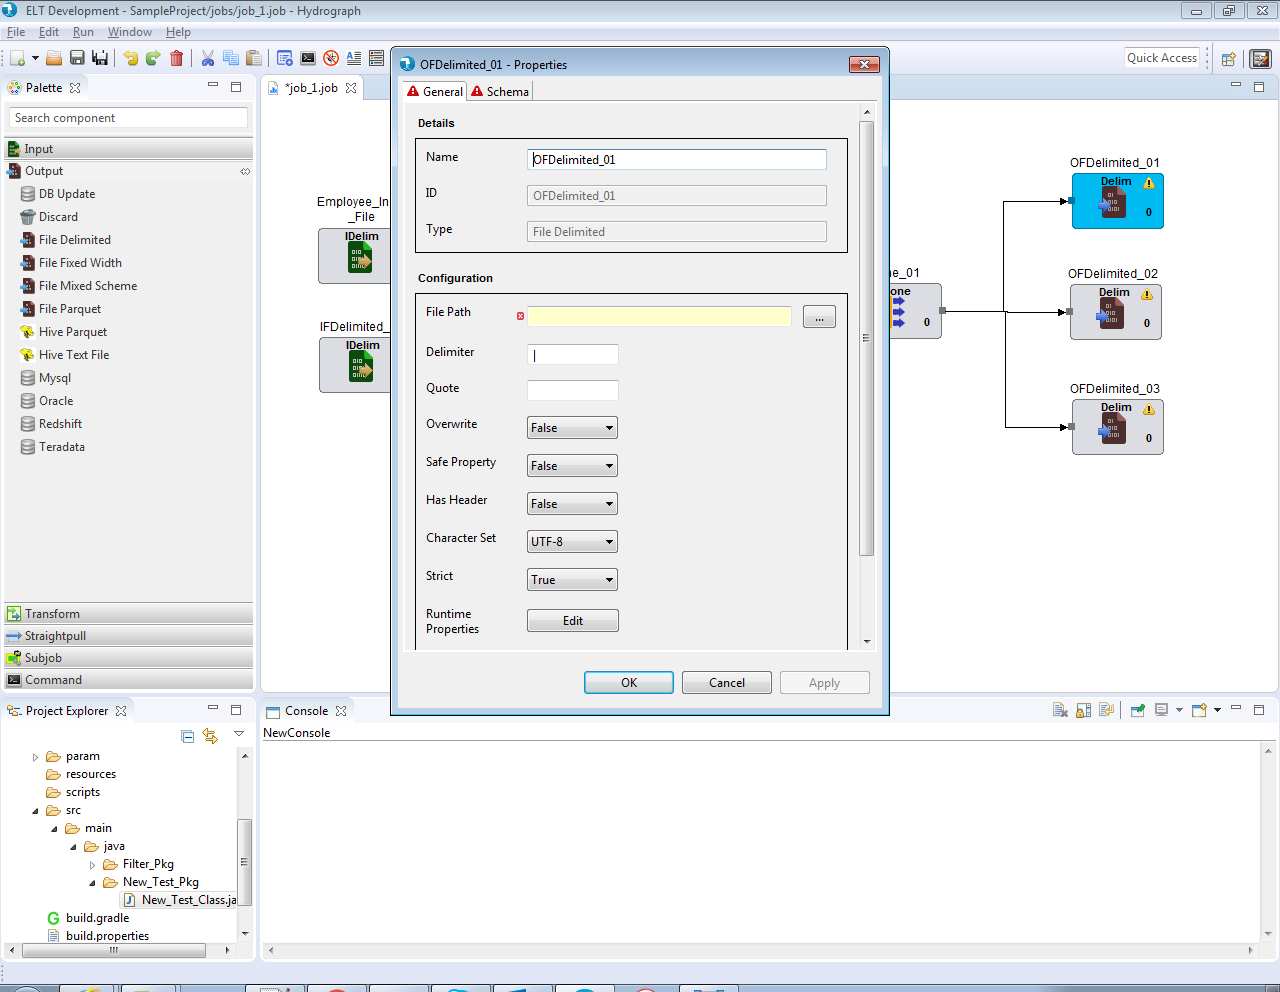 ELT Development - SampleProject/jobs/job_1.job - Hydrograph
File Edit Run Window Help
Quick Access
Palette
Search component
Input
Output
DB Update
Discard
File Delimited
File Fixed Width
File Mixed Scheme
File Parquet
Hive Parquet
Hive Text File
Mysql
Oracle
Redshift
Teradata
Transform
Straightpull
Subjob
Command
*job_1.job
Employee_In
_File
IDelim
IFDelimited_
IDelim
OFDelimited_01 - Properties
General Schema
Details
Name OFDelimited_01
ID OFDelimited_01
Type File Delimited
Configuration
File Path ...
Delimiter |
Quote
Overwrite False
Safe Property False
Has Header False
Character Set UTF-8
Strict True
Runtime
Properties Edit
OK Cancel Apply
e_01
one
0
OFDelimited_01
Delim
0
OFDelimited_02
Delim
0
OFDelimited_03
Delim
0
Project Explorer
param
resources
scripts
src
main
java
Filter_Pkg
New_Test_Pkg
New_Test_Class.ja
build.gradle
build.properties
Console
NewConsole